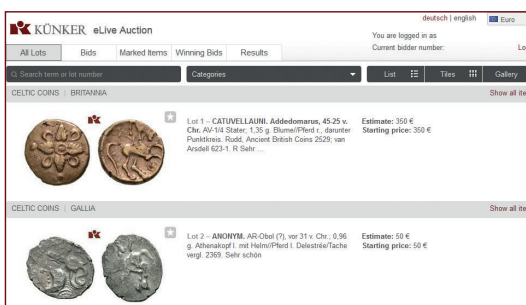 deutsch | english
Euro
KÜNKER eLive Auction
You are logged in as
Current bidder number:
Lo
All Lots
Bids
Marked Items
Winning Bids
Results
Search term or lot number
Categories
List
Tiles
Gallery
CELTIC COINS | BRITANNIA
Show all ite
Lot 1 – CATUVELLAUNI. Addedomarus, 45-25 v.
Chr. AV-1/4 Stater; 1,35 g. Blume//Pferd r., darunter
Punktkreis. Rudd, Ancient British Coins 2529; van
Arsdell 623-1. R Sehr ...
Estimate: 350 €
Starting price: 350 €
CELTIC COINS | GALLIA
Show all ite
Lot 2 – ANONYM. AR-Obol (?), vor 31 v. Chr.; 0,96
g. Athenakopf l. mit Helm//Pferd l. Delestrée/Tache
vergl. 2369. Sehr schön
Estimate: 50 €
Starting price: 50 €